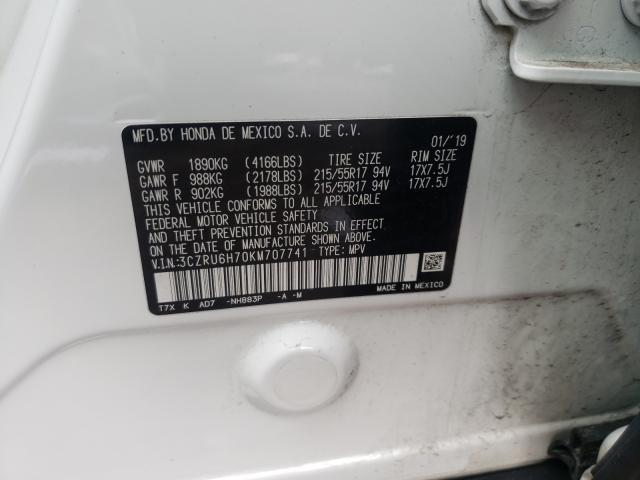 MFD. BY HONDA DE MEXICO S.A. DE C.V. 01/'19
GVWR 1890KG (4166LBS) TIRE SIZE RIM SIZE
GAWR F 988KG (2178LBS) 215/55R17 94V 17X7.5J
GAWR R 902KG (1988LBS) 215/55R17 94V 17X7.5J
THIS VEHICLE CONFORMS TO ALL APPLICABLE
FEDERAL MOTOR VEHICLE SAFETY
AND THEFT PREVENTION STANDARDS IN EFFECT
ON THE DATE OF MANUFACTURE SHOWN ABOVE.
V.I.N.:3CZRU6H70KM707741 TYPE: MPV
T7X K AD7 -NH883P -A -M MADE IN MEXICO